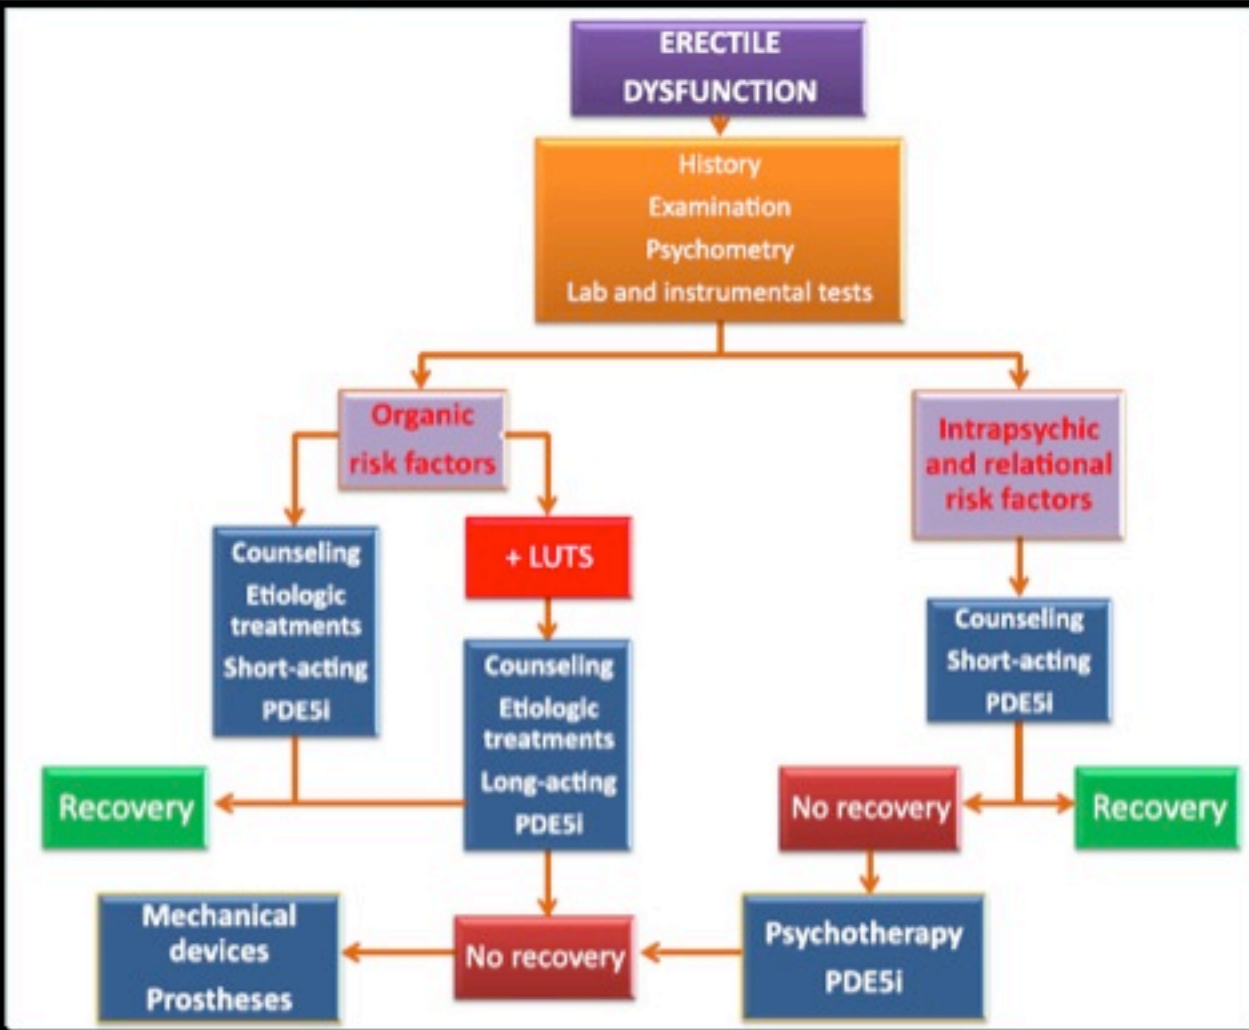 ERECTILE
DYSFUNCTION
History
Examination
Psychometry
Lab and instrumental tests
Organic
risk factors
Intrapsychic
and relational
risk factors
Counseling
Etiologic
treatments
Short-acting
PDE5i
+ LUTS
Counseling
Etiologic
treatments
Long-acting
PDE5i
Counseling
Short-acting
PDE5i
Recovery
No recovery
Recovery
Mechanical
devices
Prostheses
No recovery
Psychotherapy
PDE5i